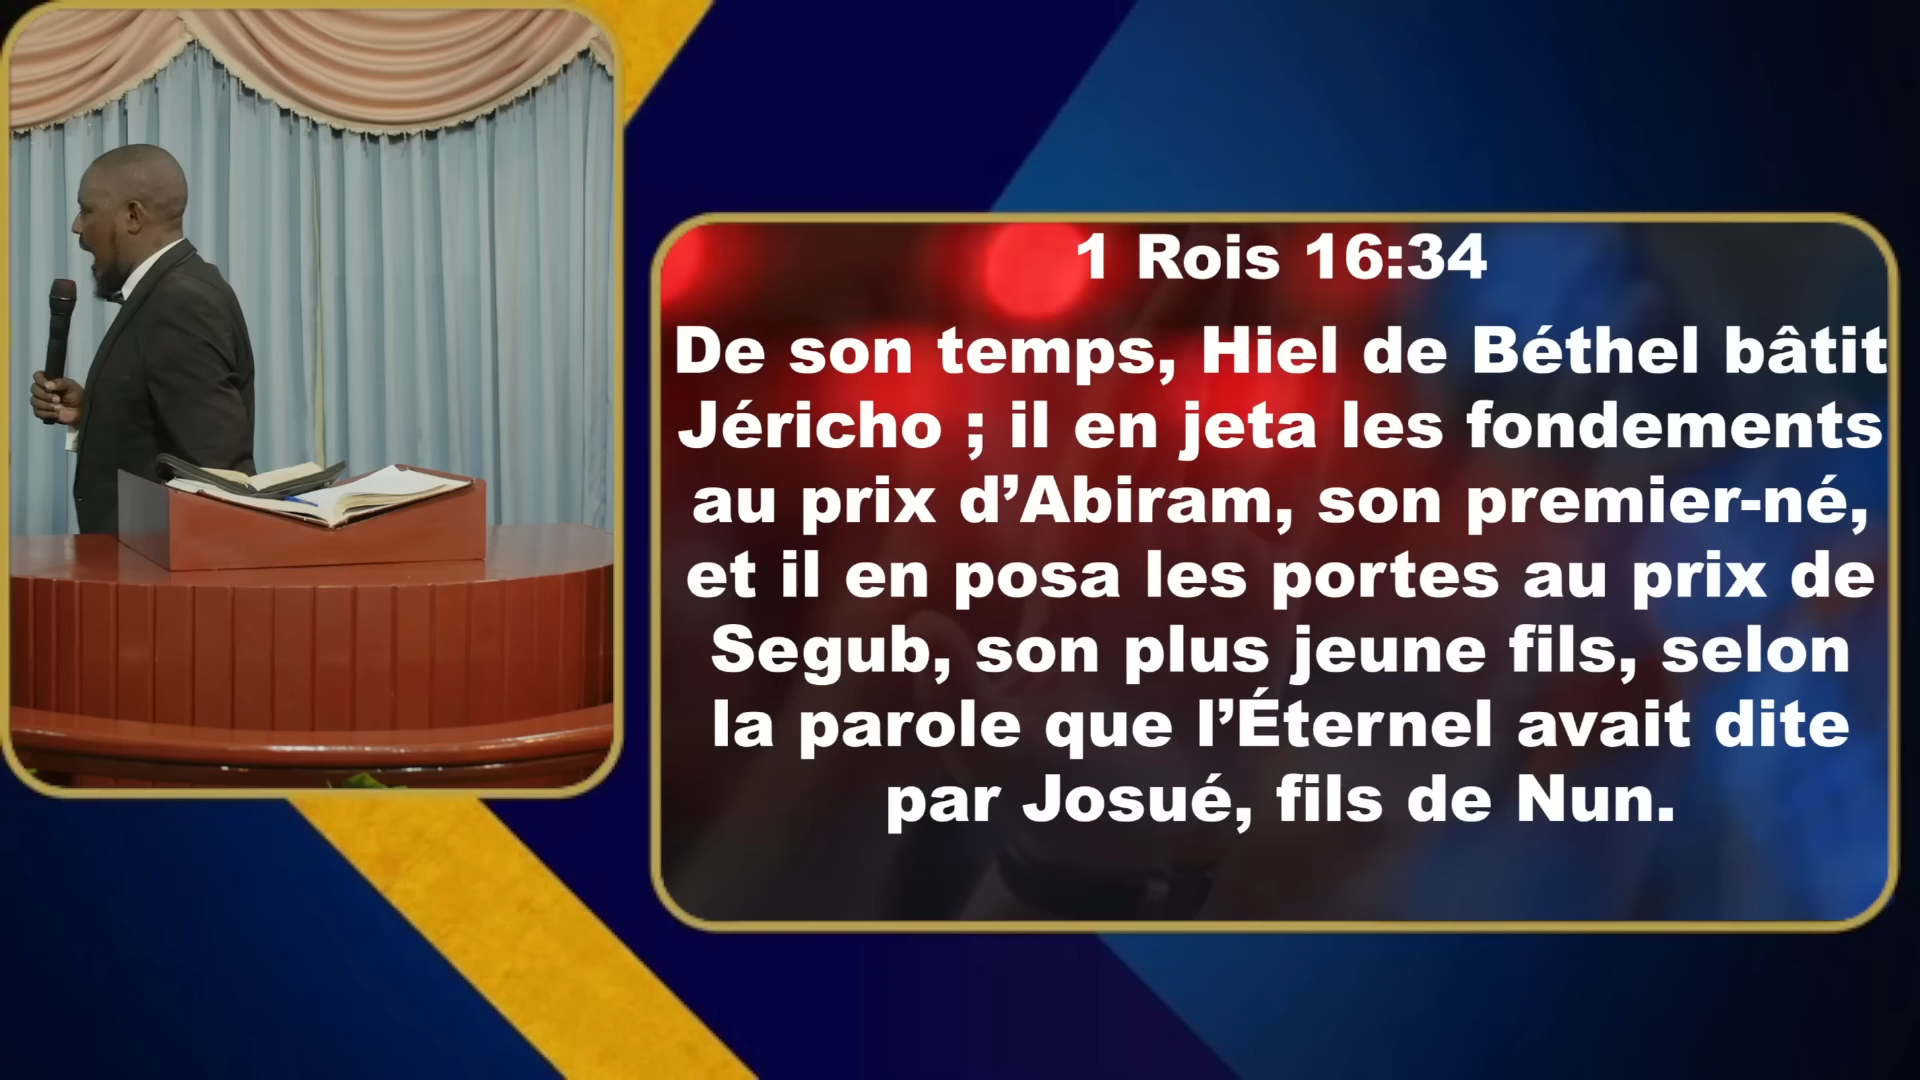 1 Rois 16:34
De son temps, Hiel de Béthel bâtit
Jéricho ; il en jeta les fondements
au prix d’Abiram, son premier-né,
et il en posa les portes au prix de
Segub, son plus jeune fils, selon
la parole que l’Éternel avait dite
par Josué, fils de Nun.